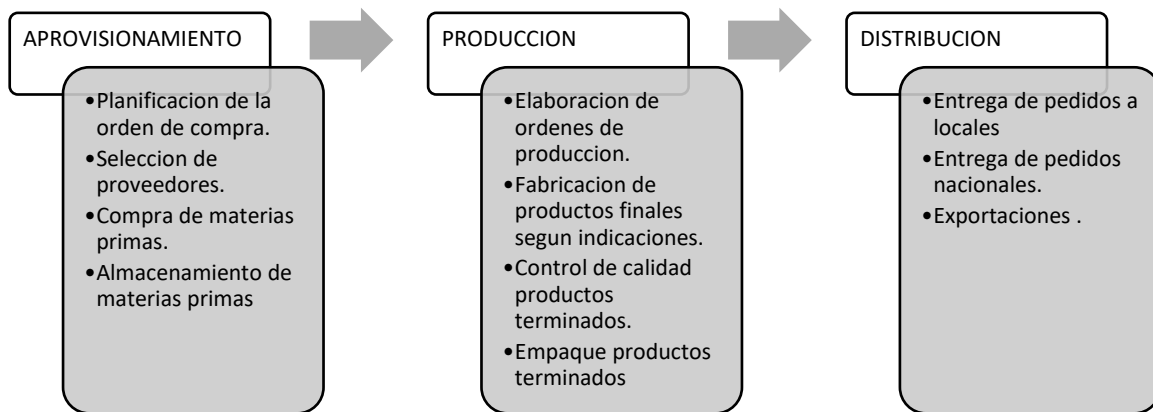 APROVISIONAMIENTO
•Planificacion de la
orden de compra.
•Seleccion de
proveedores.
•Compra de materias
primas.
•Almacenamiento de
materias primas
PRODUCCION
•Elaboracion de
ordenes de
produccion.
•Fabricacion de
productos finales
segun indicaciones.
•Control de calidad
productos
terminados.
•Empaque productos
terminados
DISTRIBUCION
•Entrega de pedidos a
locales
•Entrega de pedidos
nacionales.
•Exportaciones .